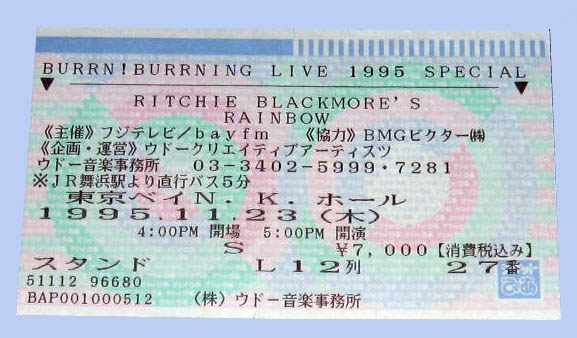 BURRN!BURRNING LIVE 1995 SPECIAL
RITCHIE BLACKMORE'S
RAINBOW
《主催》フジテレビ/bayfm 《協力》BMGビクター㈱
《企画・運営》ウドークリエイティブアーティスツ
ウドー音楽事務所 03-3402-5999・7281
※JR舞浜駅より直行バス5分
東京ベイN.K.ホール
1995.11.23(木)
4:00PM 開場 5:00PM 開演
S ¥7,000【消費税込み】
スタンド L12列 27番
51112 96680
BAP001000512 (株)ウドー音楽事務所
チケットぴあ